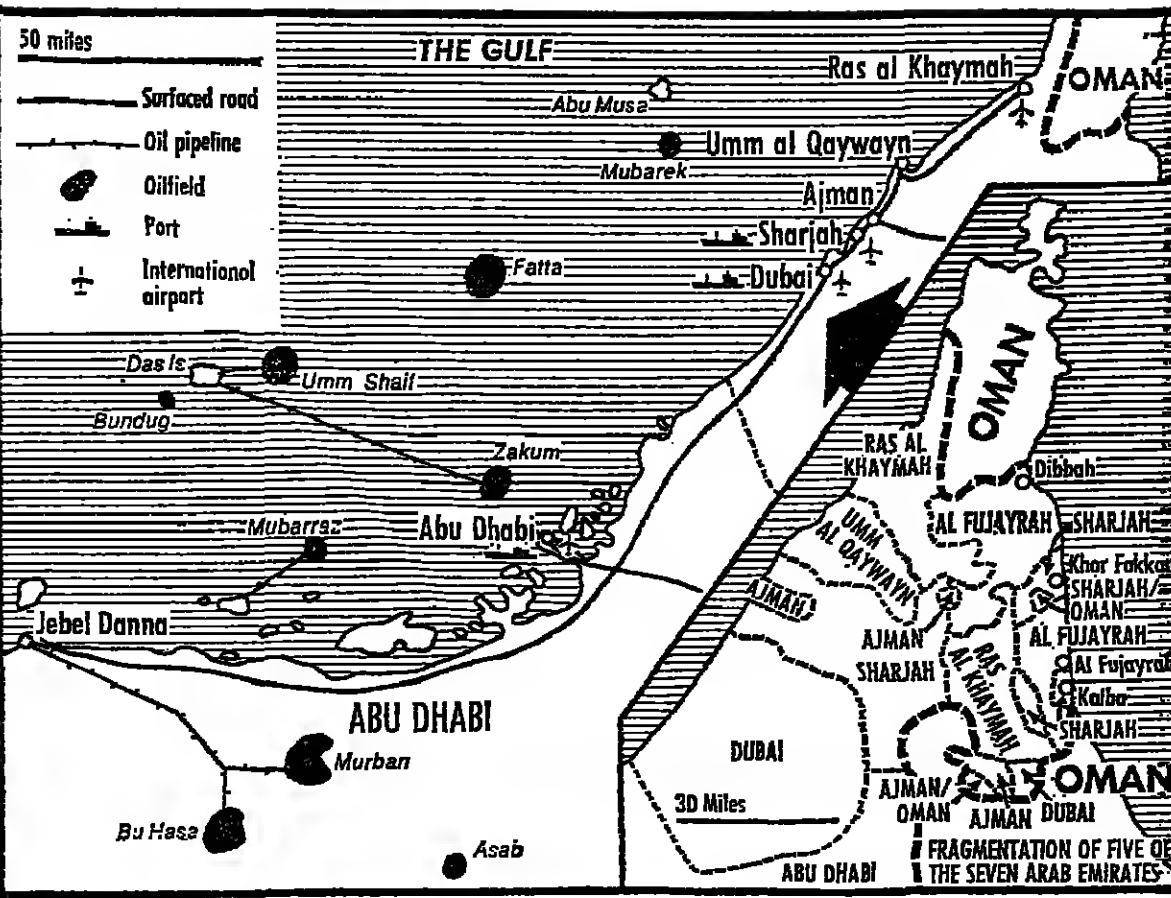 50 miles
Surfaced road
Oil pipeline
Oilfield
Port
International
airport
THE GULF
Abu Musa
Mubarek
Ras al Khaymah
OMAN
Umm al Qaywayn
Ajman
Sharjah
Dubai
Fatta
Das Is
Umm Shaif
Bundug
Zakum
Mubarraz
Abu Dhabi
Jebel Danna
ABU DHABI
Murban
Bu Hasa
Asab
OMAN
RAS AL
KHAYMAH
Dibbah
UMM
AL QAYWAYN
AL FUJAYRAH
SHARJAH
Khor Fakka
SHARJAH/
OMAN
AJMAN
AJMAN
AL FUJAYRAH
SHARJAH
RAS
AL KHAYMAH
Al Fujayrah
Kalba
SHARJAH
DUBAI
30 Miles
AJMAN/
OMAN
AJMAN
DUBAI
OMAN
ABU DHABI
FRAGMENTATION OF FIVE OF
THE SEVEN ARAB EMIRATES